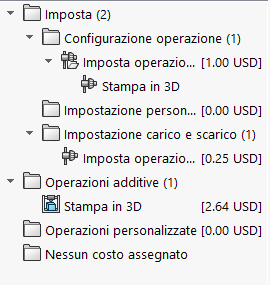 Imposta (2)
Configurazione operazione (1)
Imposta operazio... [1.00 USD]
Stampa in 3D
Impostazione person... [0.00 USD]
Impostazione carico e scarico (1)
Imposta operazio... [0.25 USD]
Operazioni additive (1)
Stampa in 3D [2.64 USD]
Operazioni personalizzate [0.00 USD]
Nessun costo assegnato